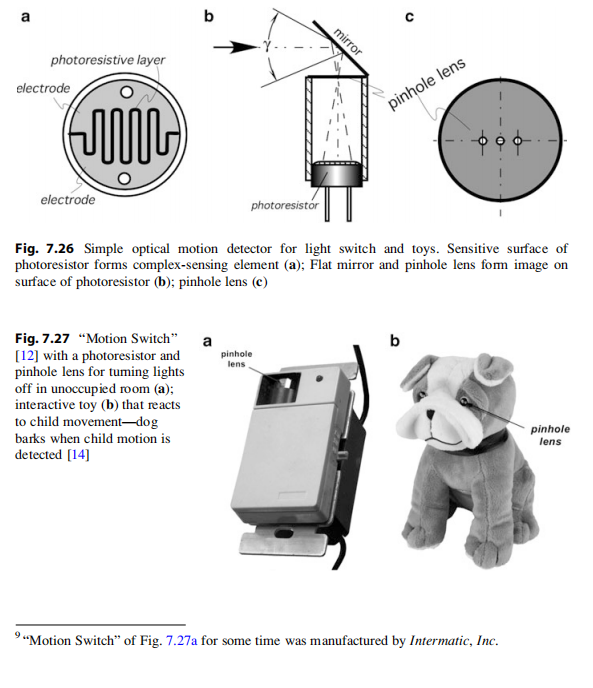 a
b
c
photoresistive layer
electrode
electrode
γ
mirror
pinhole lens
photoresistor
Fig. 7.26 Simple optical motion detector for light switch and toys. Sensitive surface of
photoresistor forms complex-sensing element (a); Flat mirror and pinhole lens form image on
surface of photoresistor (b); pinhole lens (c)
Fig. 7.27 “Motion Switch”
[12] with a photoresistor and
pinhole lens for turning lights
off in unoccupied room (a);
interactive toy (b) that reacts
to child movement—dog
barks when child motion is
detected [14]
a
pinhole
lens
b
pinhole
lens
9 “Motion Switch” of Fig. 7.27a for some time was manufactured by Intermatic, Inc.